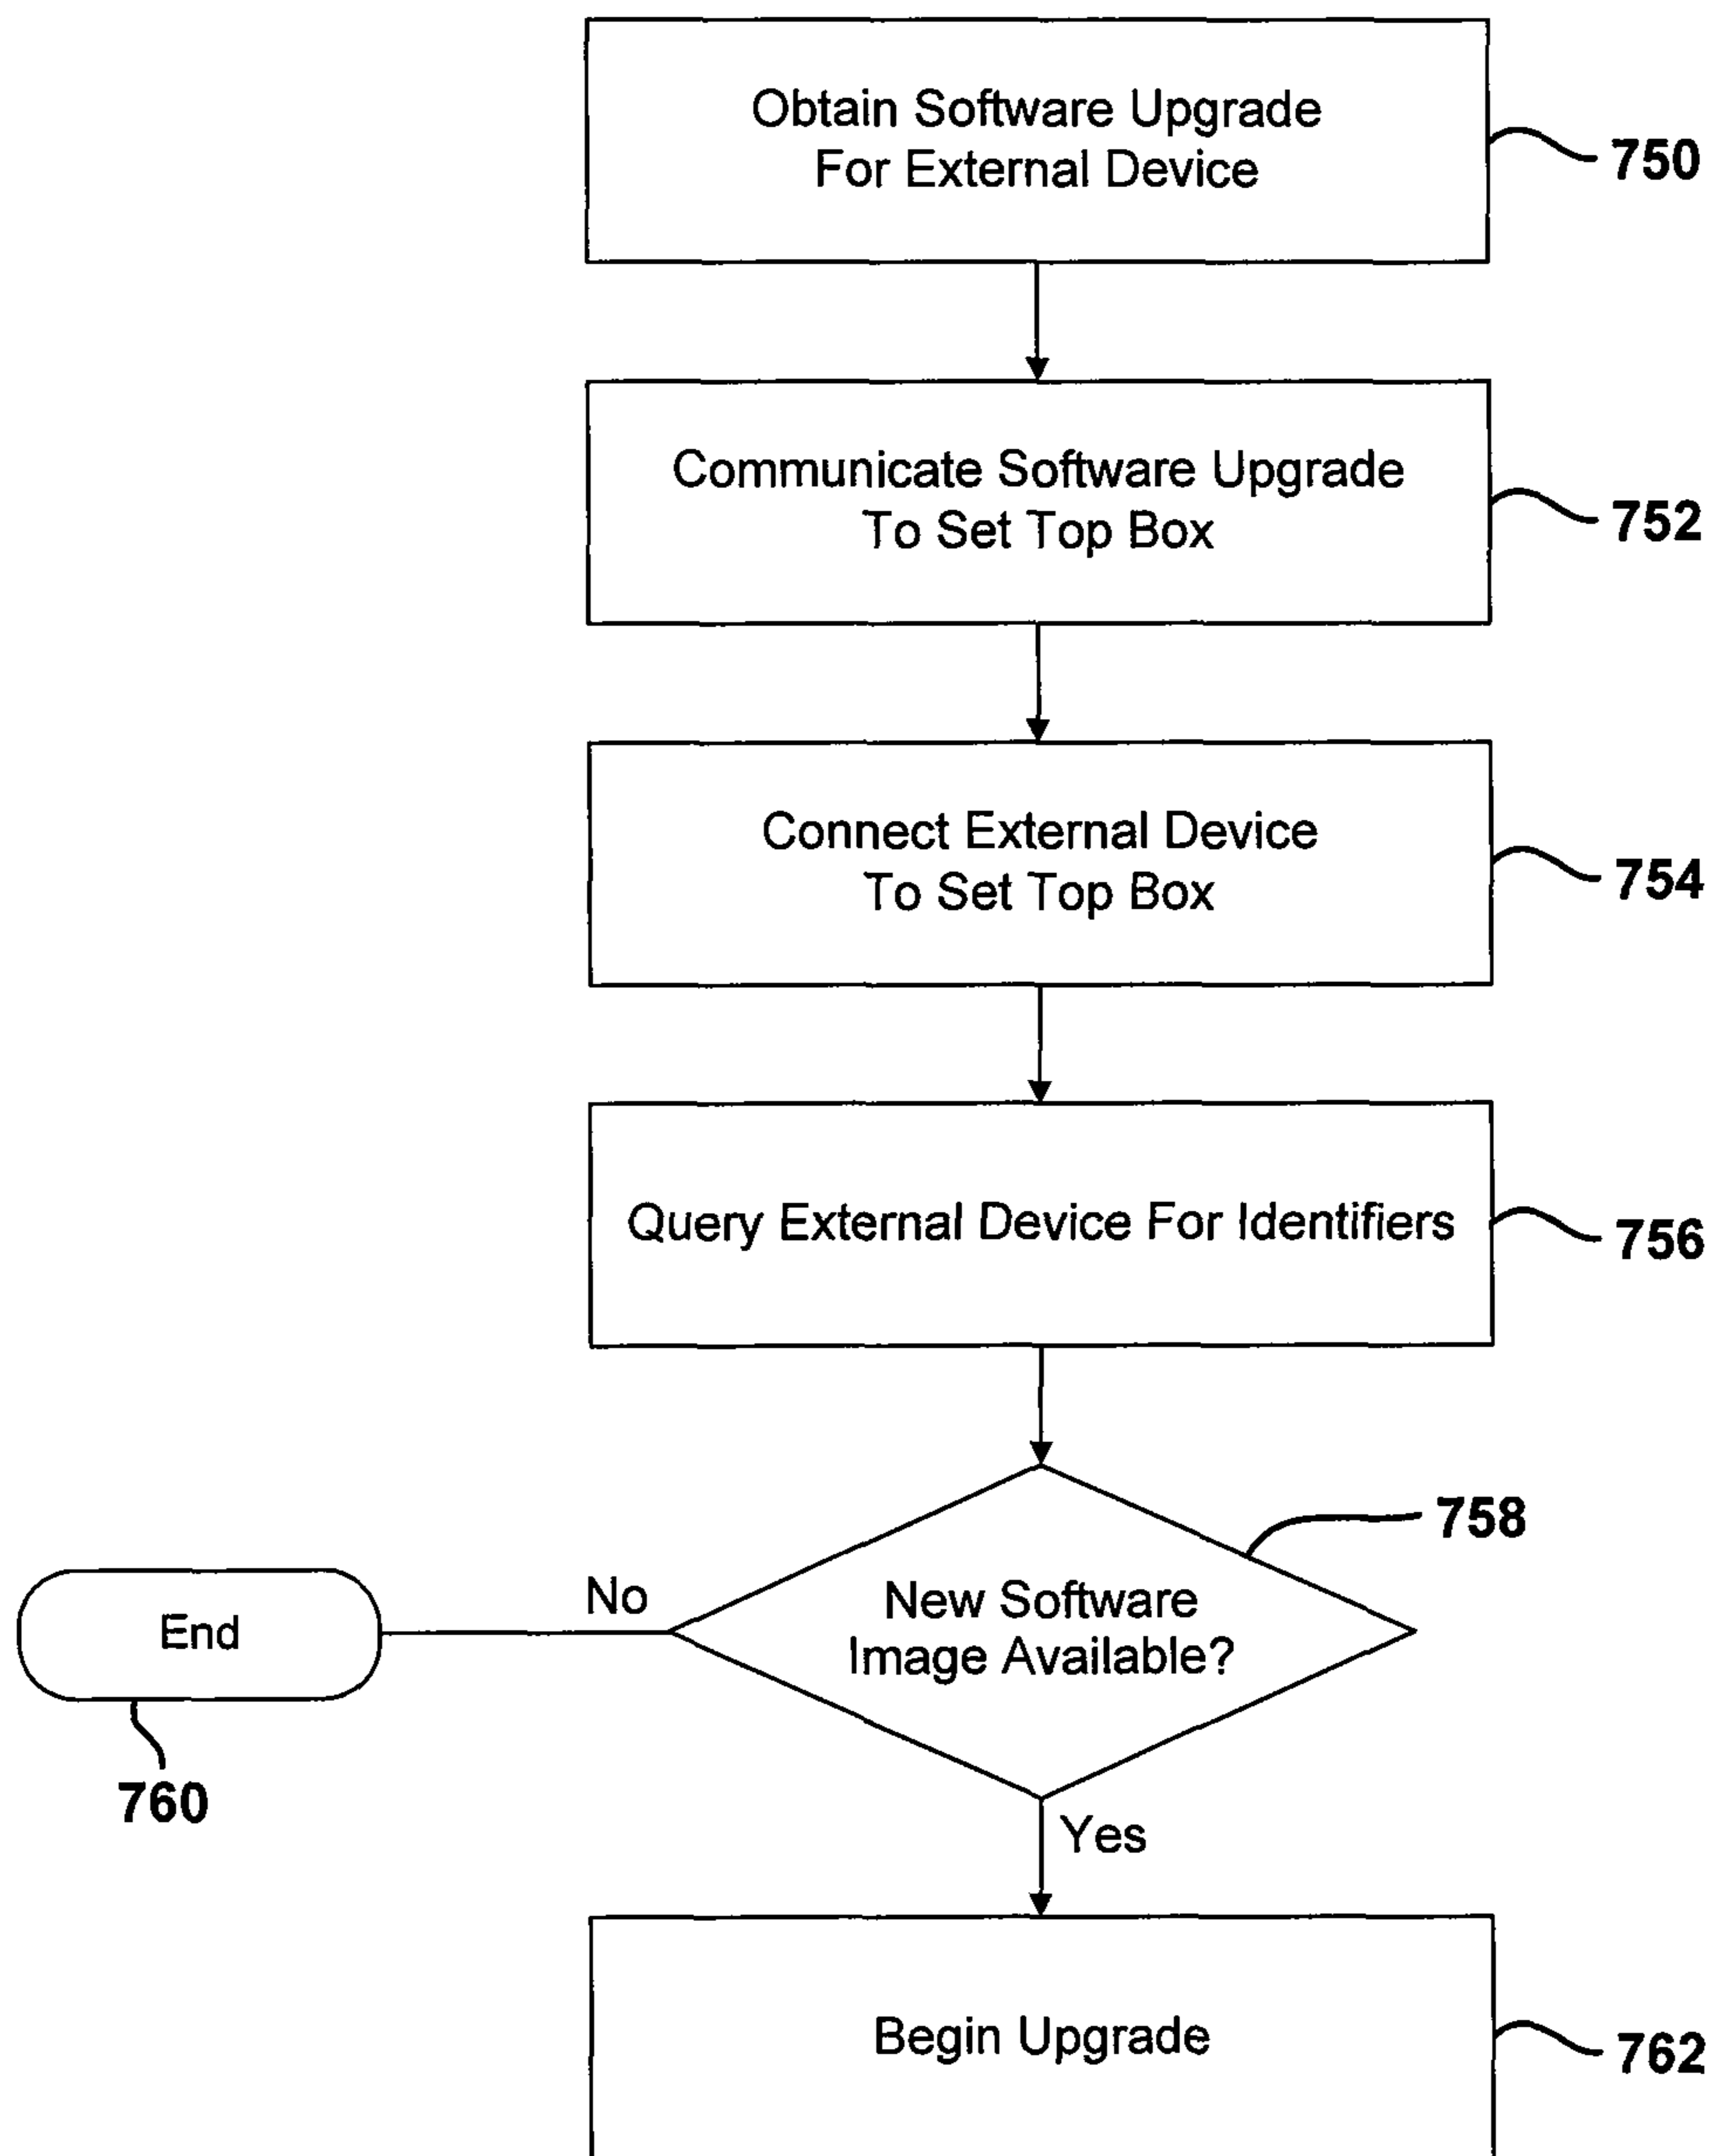 Obtain Software Upgrade
For External Device
750
Communicate Software Upgrade
To Set Top Box
752
Connect External Device
To Set Top Box
754
Query External Device For Identifiers
756
758
New Software
Image Available?
No
End
760
Yes
Begin Upgrade
762